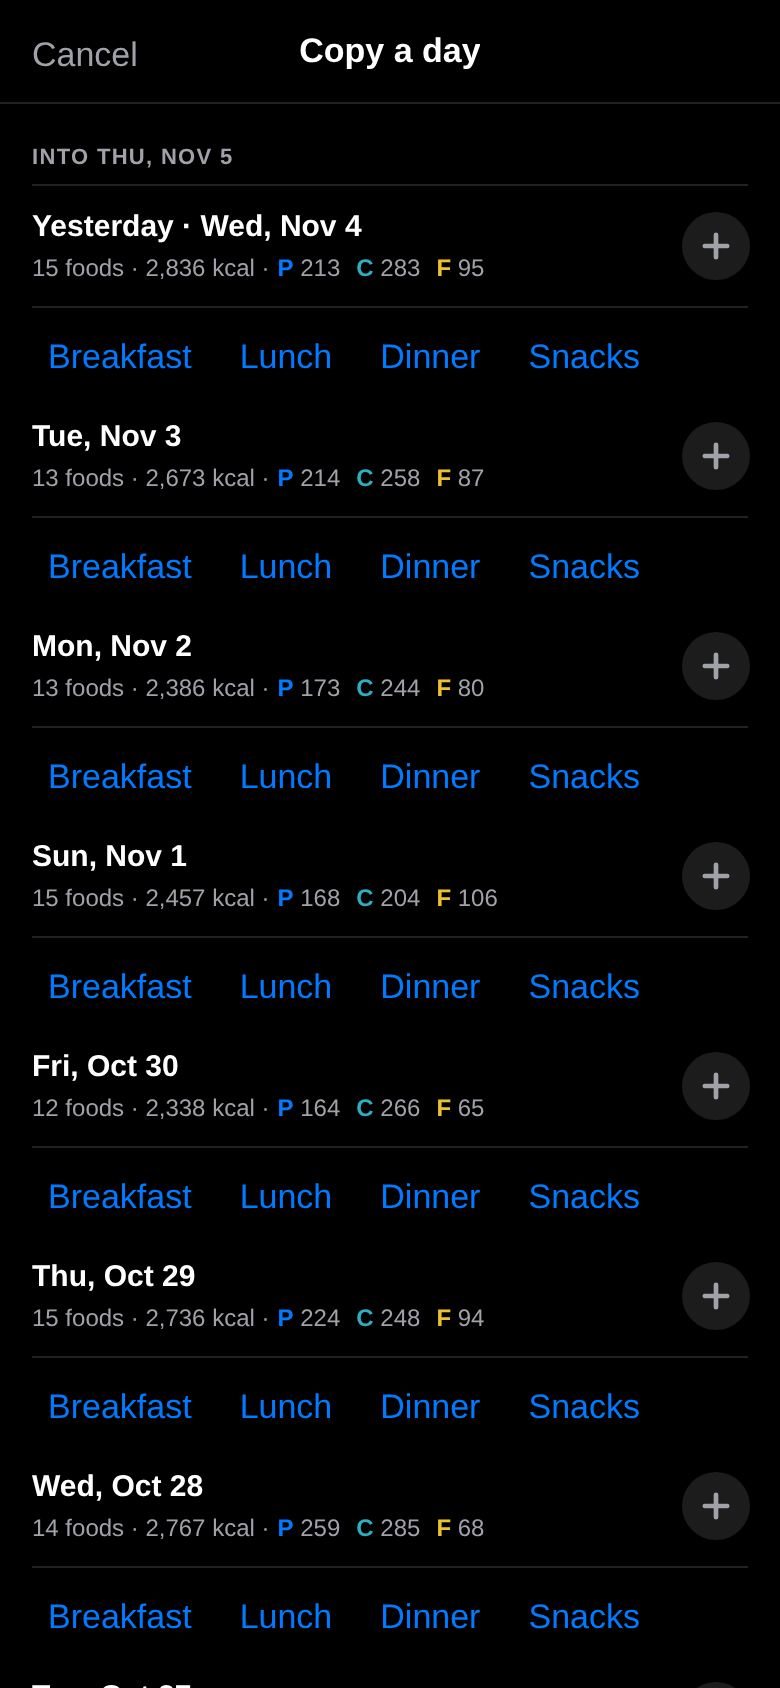 Cancel Copy a day
INTO THU, NOV 5
Yesterday · Wed, Nov 4
15 foods · 2,836 kcal · P 213 C 283 F 95
Breakfast Lunch Dinner Snacks
Tue, Nov 3
13 foods · 2,673 kcal · P 214 C 258 F 87
Breakfast Lunch Dinner Snacks
Mon, Nov 2
13 foods · 2,386 kcal · P 173 C 244 F 80
Breakfast Lunch Dinner Snacks
Sun, Nov 1
15 foods · 2,457 kcal · P 168 C 204 F 106
Breakfast Lunch Dinner Snacks
Fri, Oct 30
12 foods · 2,338 kcal · P 164 C 266 F 65
Breakfast Lunch Dinner Snacks
Thu, Oct 29
15 foods · 2,736 kcal · P 224 C 248 F 94
Breakfast Lunch Dinner Snacks
Wed, Oct 28
14 foods · 2,767 kcal · P 259 C 285 F 68
Breakfast Lunch Dinner Snacks